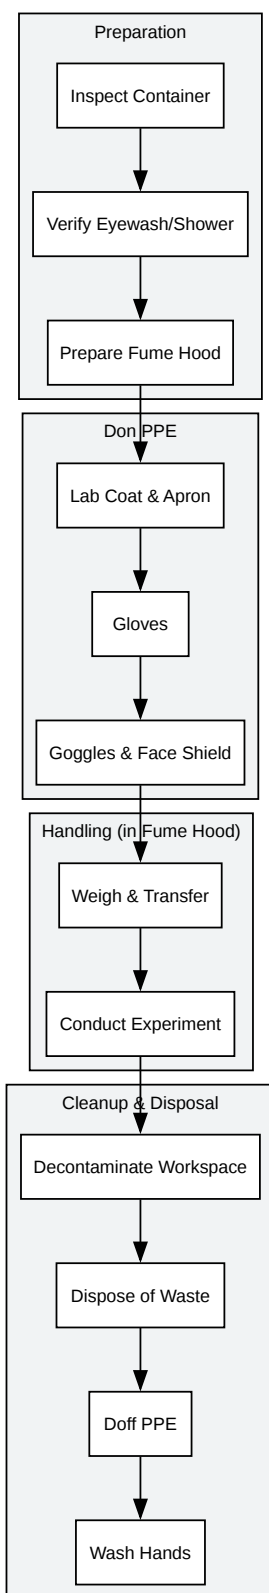 Preparation
Inspect Container
Verify Eyewash/Shower
Prepare Fume Hood
Don PPE
Lab Coat & Apron
Gloves
Goggles & Face Shield
Handling (in Fume Hood)
Weigh & Transfer
Conduct Experiment
Cleanup & Disposal
Decontaminate Workspace
Dispose of Waste
Doff PPE
Wash Hands